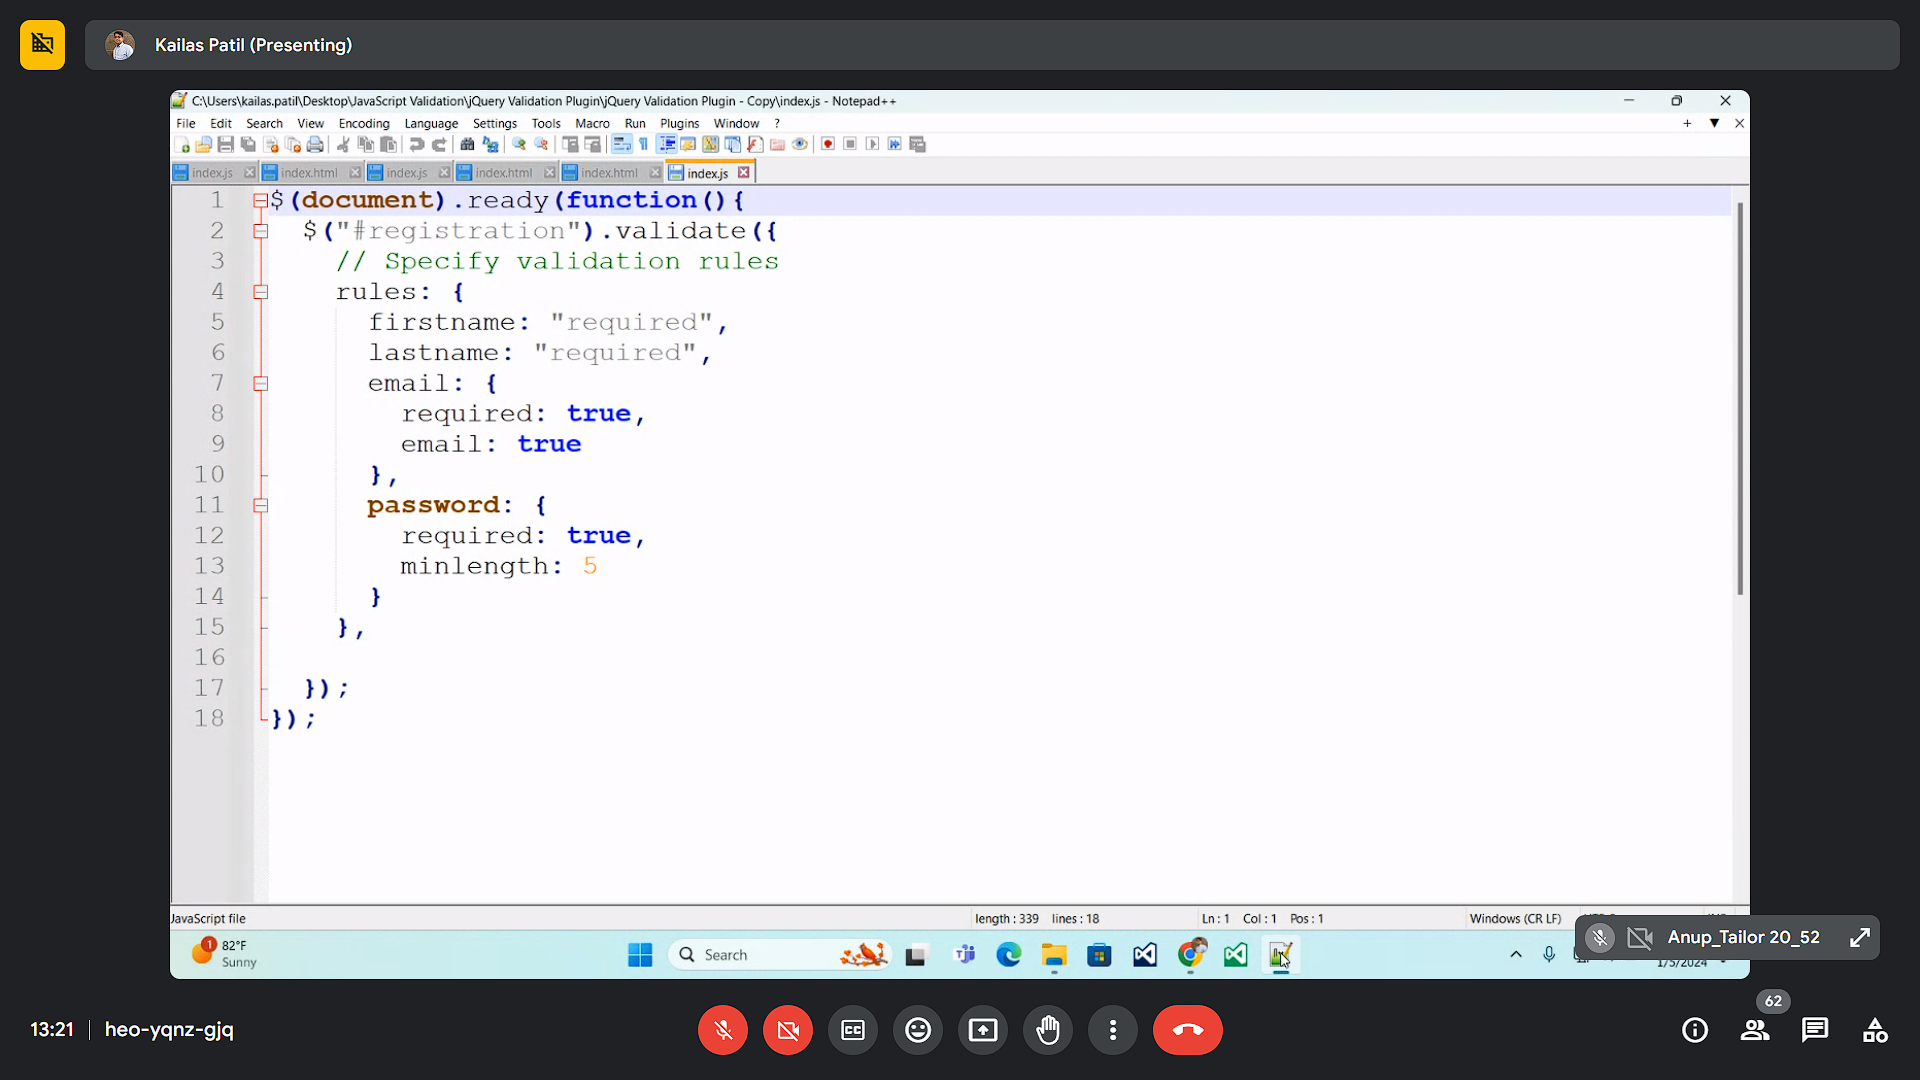 Kailas Patil (Presenting)
C:\Users\kailas.patil\Desktop\JavaScript Validation\jQuery Validation Plugin\jQuery Validation Plugin - Copy\index.js - Notepad++
File Edit Search View Encoding Language Settings Tools Macro Run Plugins Window ?
index.js index.html index.js index.html index.html index.js
1 $(document).ready(function(){
2 $("#registration").validate({
3 // Specify validation rules
4 rules: {
5 firstname: "required",
6 lastname: "required",
7 email: {
8 required: true,
9 email: true
10 },
11 password: {
12 required: true,
13 minlength: 5
14 }
15 },
16
17 });
18 });
JavaScript file length : 339 lines : 18 Ln : 1 Col : 1 Pos : 1 Windows (CR LF)
1 82°F
Sunny
Search
Anup_Tailor 20_52
1/5/2024
62
13:21 heo-yqnz-gjq